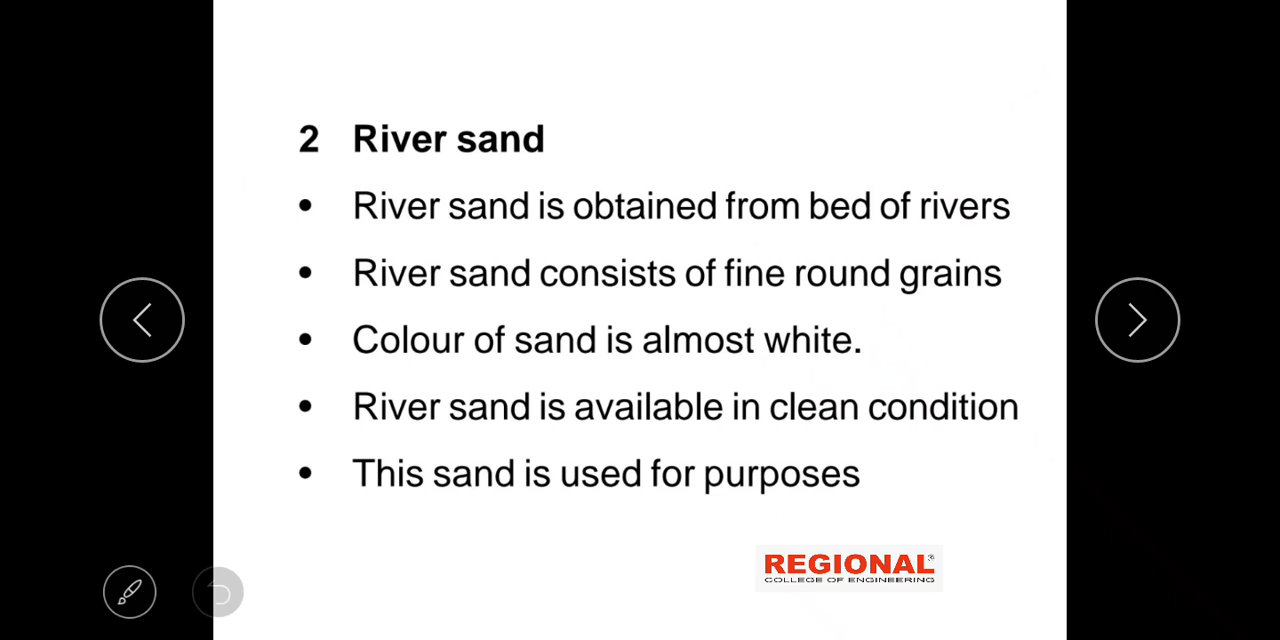 2 River sand
• River sand is obtained from bed of rivers
• River sand consists of fine round grains
• Colour of sand is almost white.
• River sand is available in clean condition
• This sand is used for purposes
REGIONAL
COLLEGE OF ENGINEERING